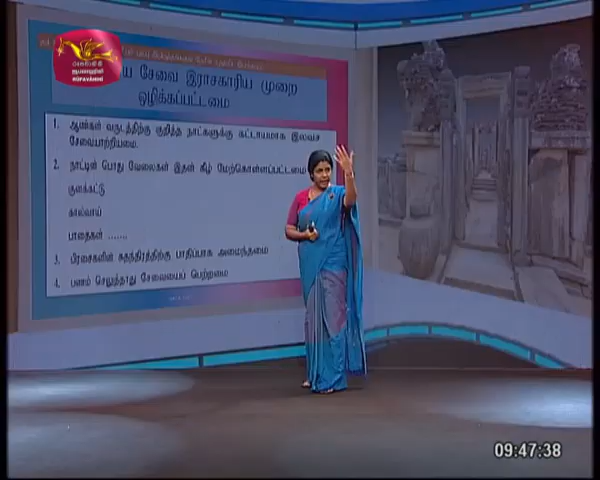 ய சேவை இராசகாரிய முறை
ஒழிக்கப்பட்டமை
1. ஆண்கள் வருடத்திற்கு குறித்த நாட்களுக்கு கட்டாயமாக இலவச
சேவையாற்றியமை.
2. நாட்டின் பொது வேலைகள் இதன் கீழ் மேற்கொள்ளப்பட்டமை
குளக்கட்டு
கால்வாய்
பாதைகள் .......
3. பிரசைகளின் சுதந்திரத்திற்கு பாதிப்பாக அமைந்தமை
4. பணம் செலுத்தாது சேவையைப் பெற்றமை
09:47:38